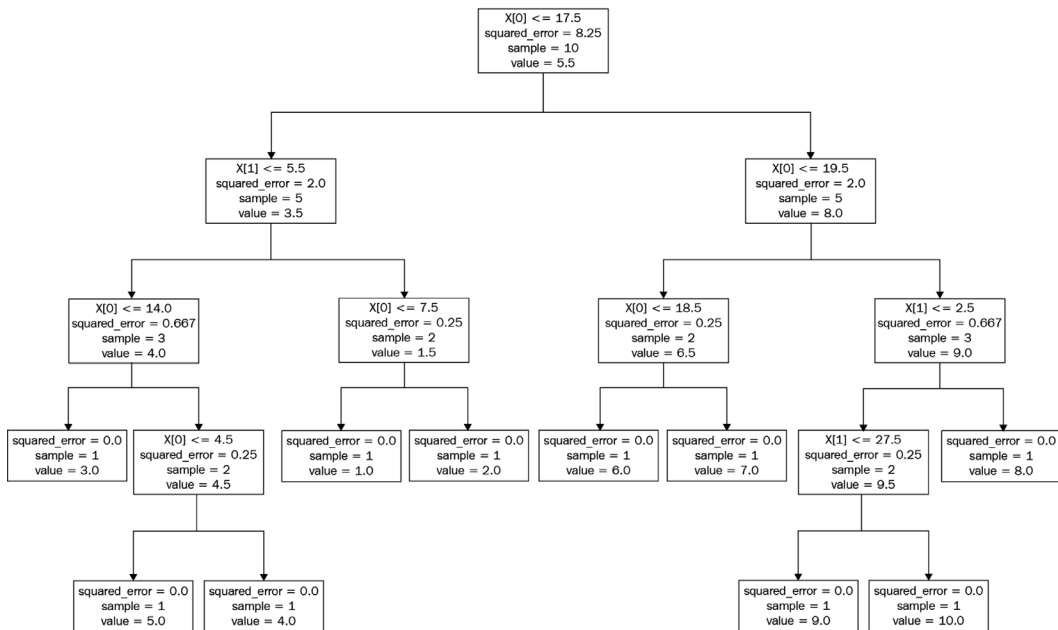 X[0] <= 17.5
squared_error = 8.25
sample = 10
value = 5.5
X[1] <= 5.5
squared_error = 2.0
sample = 5
value = 3.5
X[0] <= 19.5
squared_error = 2.0
sample = 5
value = 8.0
X[0] <= 14.0
squared_error = 0.667
sample = 3
value = 4.0
X[0] <= 7.5
squared_error = 0.25
sample = 2
value = 1.5
X[0] <= 18.5
squared_error = 0.25
sample = 2
value = 6.5
X[1] <= 2.5
squared_error = 0.667
sample = 3
value = 9.0
squared_error = 0.0
sample = 1
value = 3.0
X[0] <= 4.5
squared_error = 0.25
sample = 2
value = 4.5
squared_error = 0.0
sample = 1
value = 1.0
squared_error = 0.0
sample = 1
value = 2.0
squared_error = 0.0
sample = 1
value = 6.0
squared_error = 0.0
sample = 1
value = 7.0
X[1] <= 27.5
squared_error = 0.25
sample = 2
value = 9.5
squared_error = 0.0
sample = 1
value = 8.0
squared_error = 0.0
sample = 1
value = 5.0
squared_error = 0.0
sample = 1
value = 4.0
squared_error = 0.0
sample = 1
value = 9.0
squared_error = 0.0
sample = 1
value = 10.0